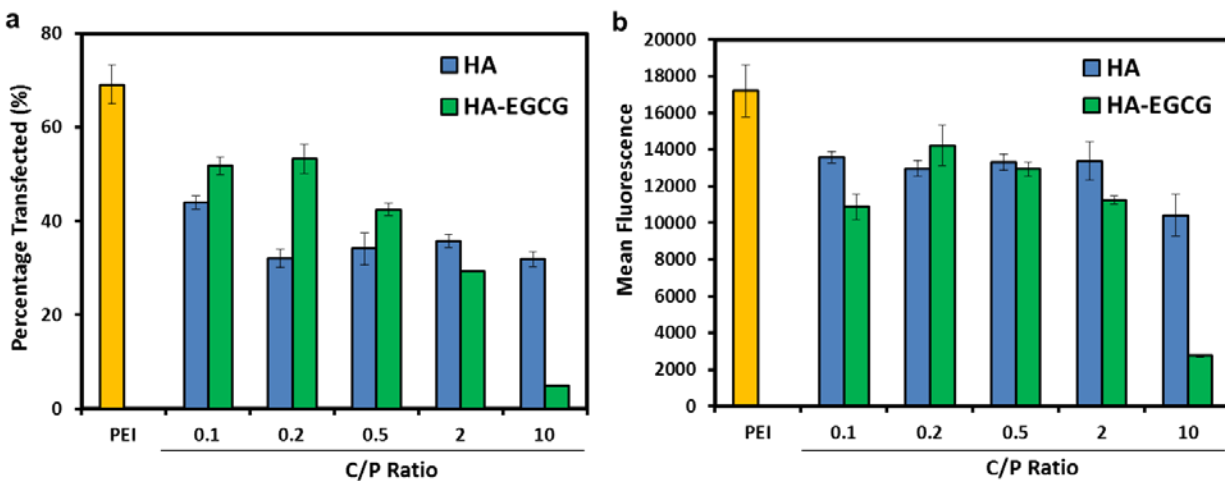 a
Percentage Transfected (%)
80
60
40
20
0
HA
HA-EGCG
PEI 0.1 0.2 0.5 2 10
C/P Ratio
b
Mean Fluorescence
20000
18000
16000
14000
12000
10000
8000
6000
4000
2000
0
HA
HA-EGCG
PEI 0.1 0.2 0.5 2 10
C/P Ratio